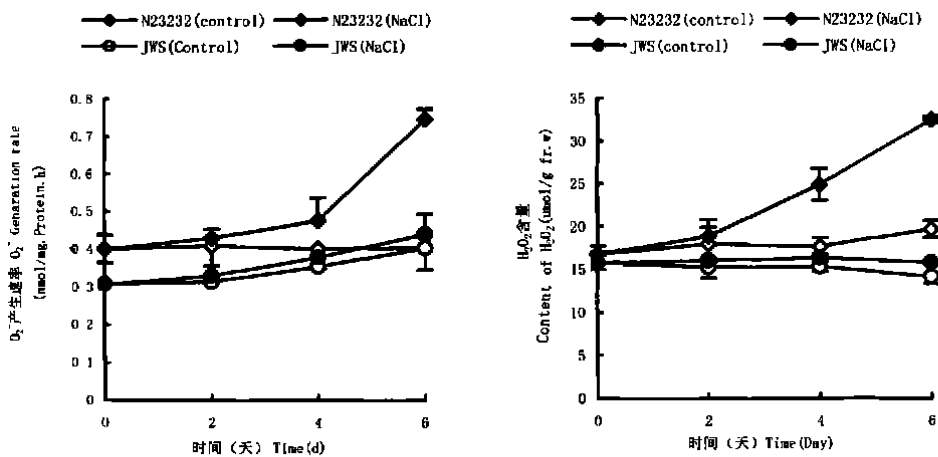 N23232(control) N23232(NaCl)
JWS(Control) JWS(NaCl)
0.8
0.7
0.6
0.5
0.4
0.3
0.2
0.1
0
0 2 4 6
时间（天） Time(d)
O₂⁻产生速率 O₂⁻ Genaration rate
(nmol/mg.Protein.h)
N23232(control) N23232(NaCl)
JWS(control) JWS(NaCl)
35
30
25
20
15
10
5
0
0 2 4 6
时间（天）Time(Day)
H₂O₂含量
Content of H₂O₂(umol/g fr.w)